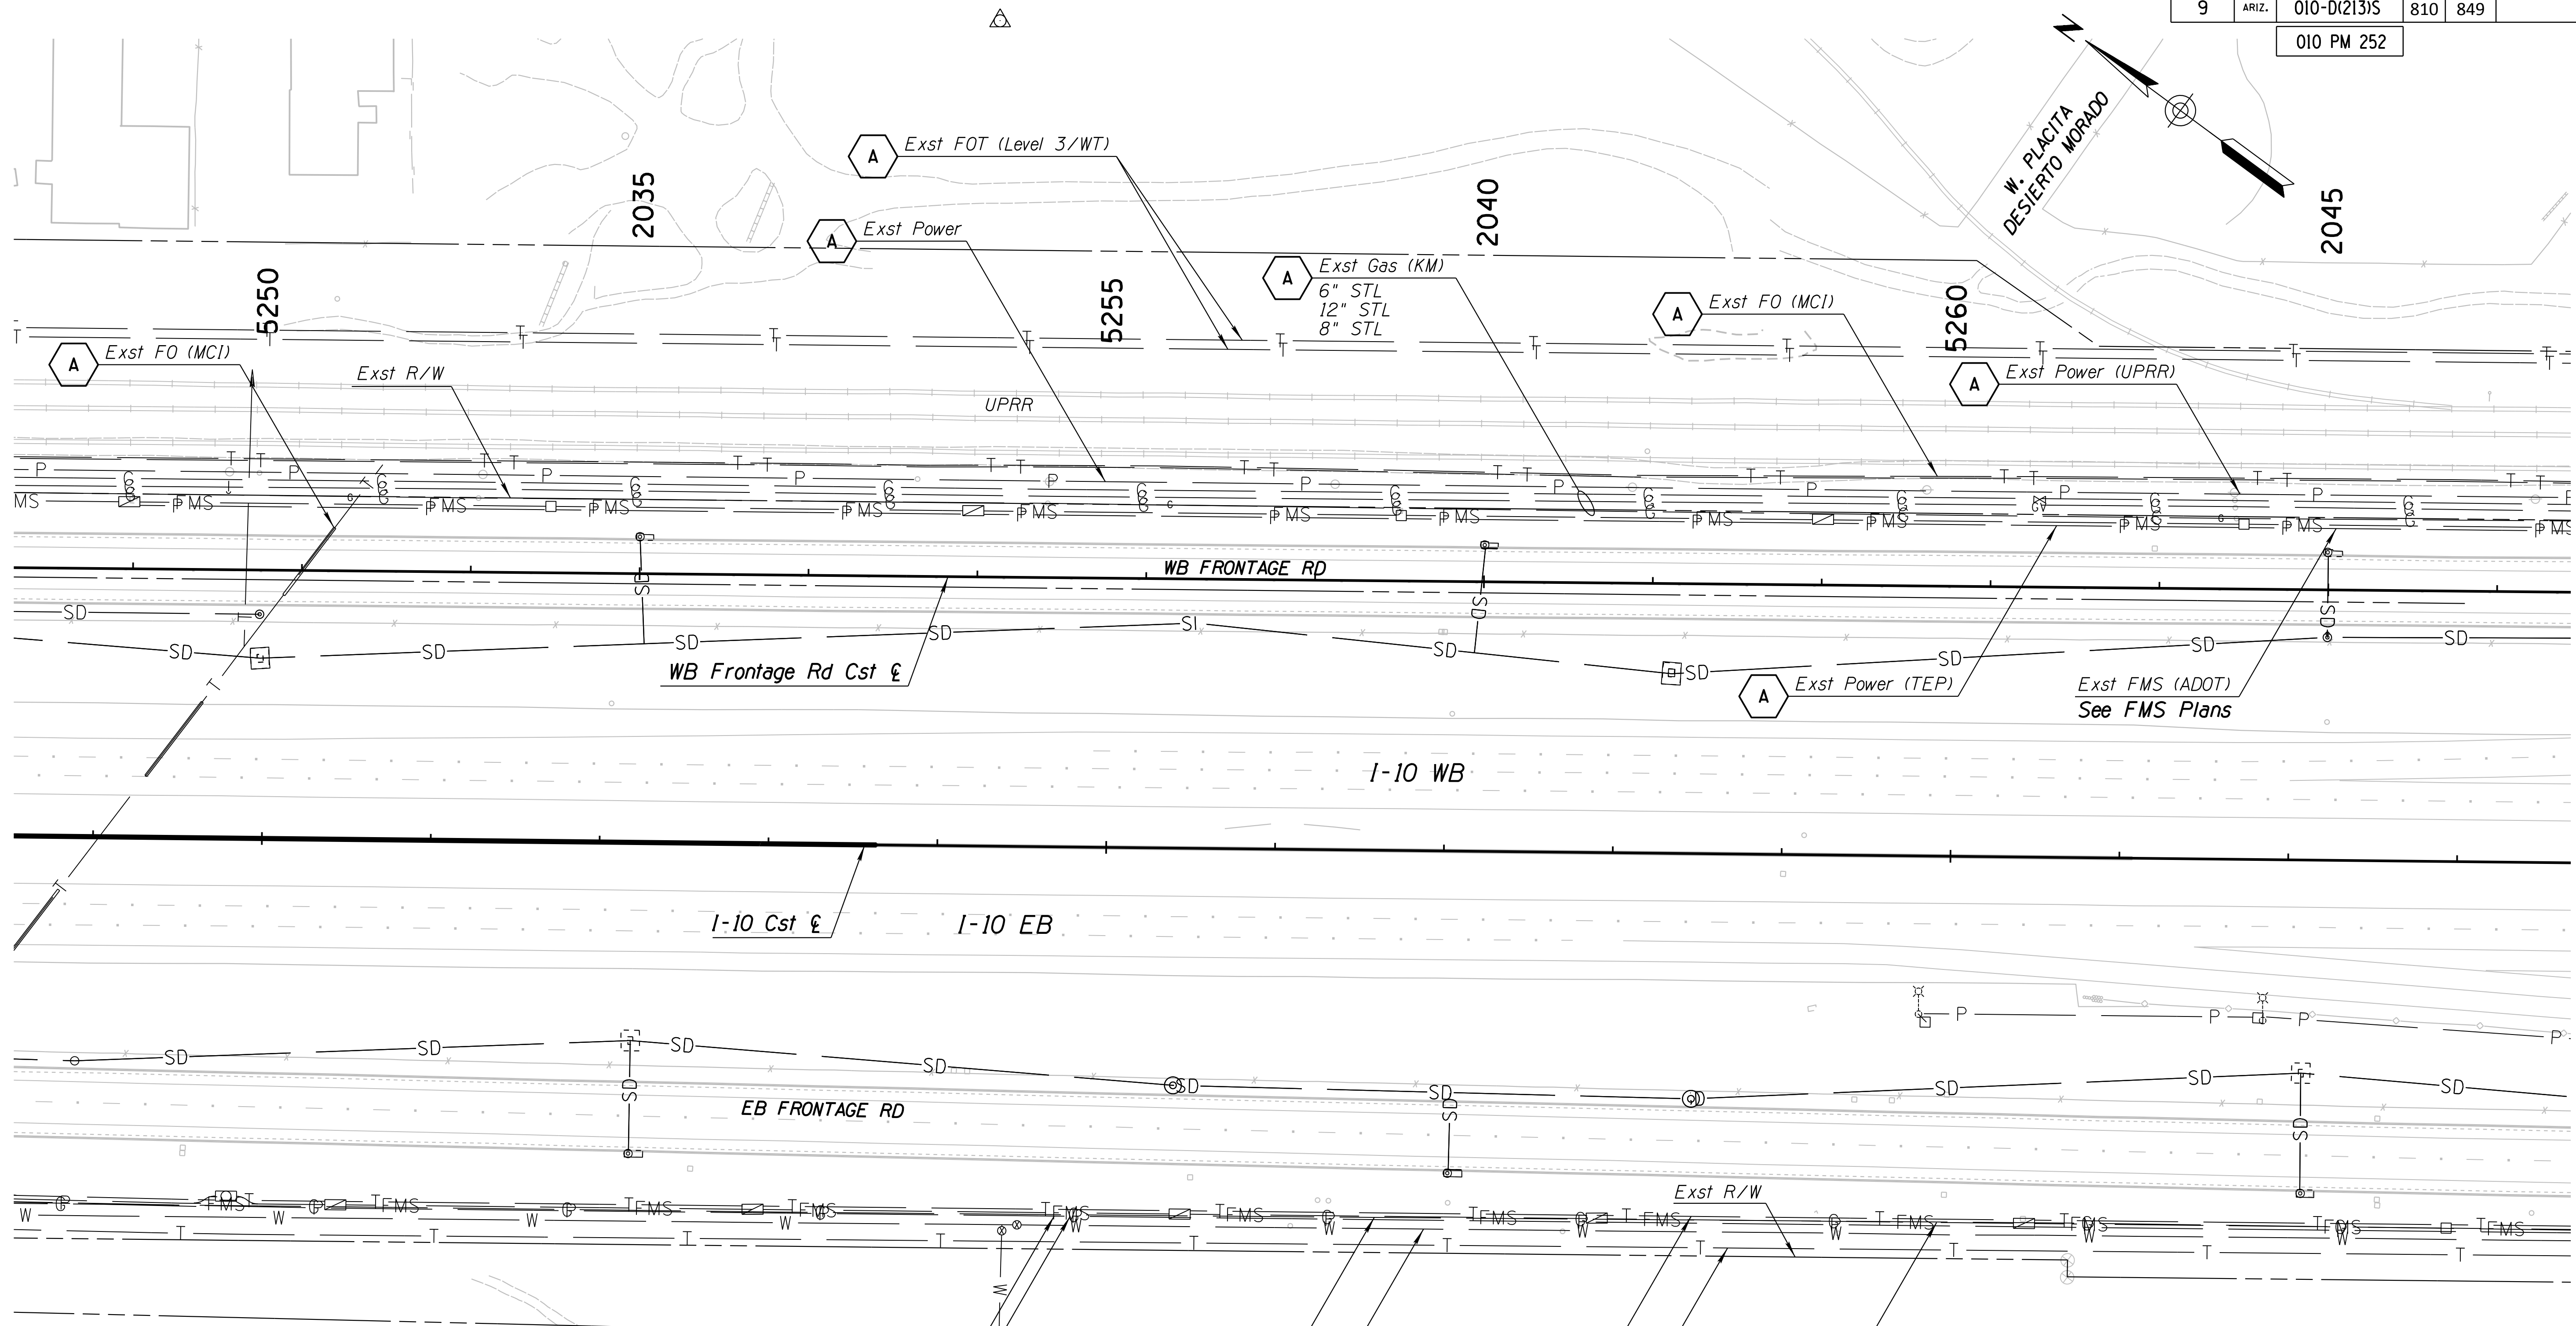 9 ARIZ. 010-D(213)S 810 849
010 PM 252
N
W. PLACITA
DESIERTO MORADO
A Exst FOT (Level 3/WT)
2035
2040
2045
A Exst Power
A Exst Gas (KM)
6" STL
12" STL
8" STL
5250
5255
5260
A Exst FO (MCI)
A Exst FO (MCI)
Exst R/W
A Exst Power (UPRR)
UPRR
WB FRONTAGE RD
WB Frontage Rd Cst ℄
A Exst Power (TEP)
Exst FMS (ADOT)
See FMS Plans
I-10 WB
I-10 Cst ℄
I-10 EB
EB FRONTAGE RD
Exst R/W